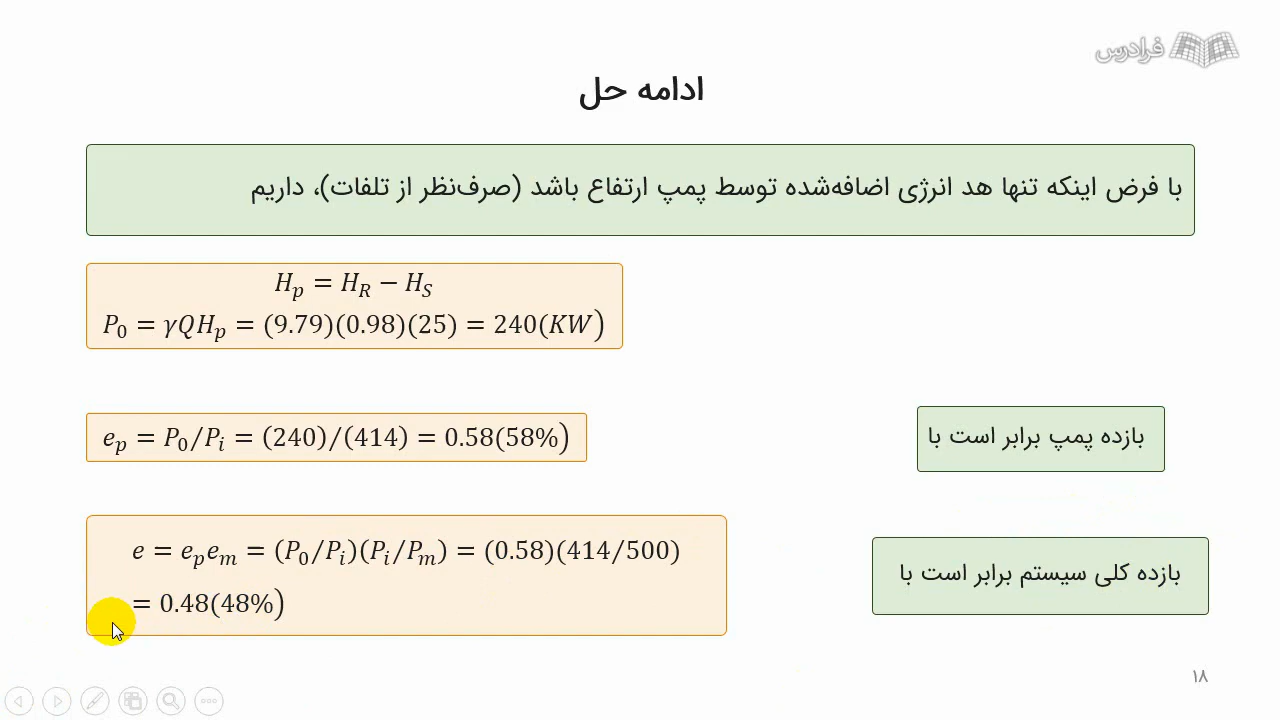 فرادرس
ادامه حل
با فرض اینکه تنها هد انرژی اضافه‌شده توسط پمپ ارتفاع باشد (صرف‌نظر از تلفات)، داریم
H_p = H_R − H_S
P_0 = γQH_p = (9.79)(0.98)(25) = 240(KW)
بازده پمپ برابر است با
e_p = P_0/P_i = (240)/(414) = 0.58(58%)
بازده کلی سیستم برابر است با
e = e_p e_m = (P_0/P_i)(P_i/P_m) = (0.58)(414/500)
= 0.48(48%)
۱۸